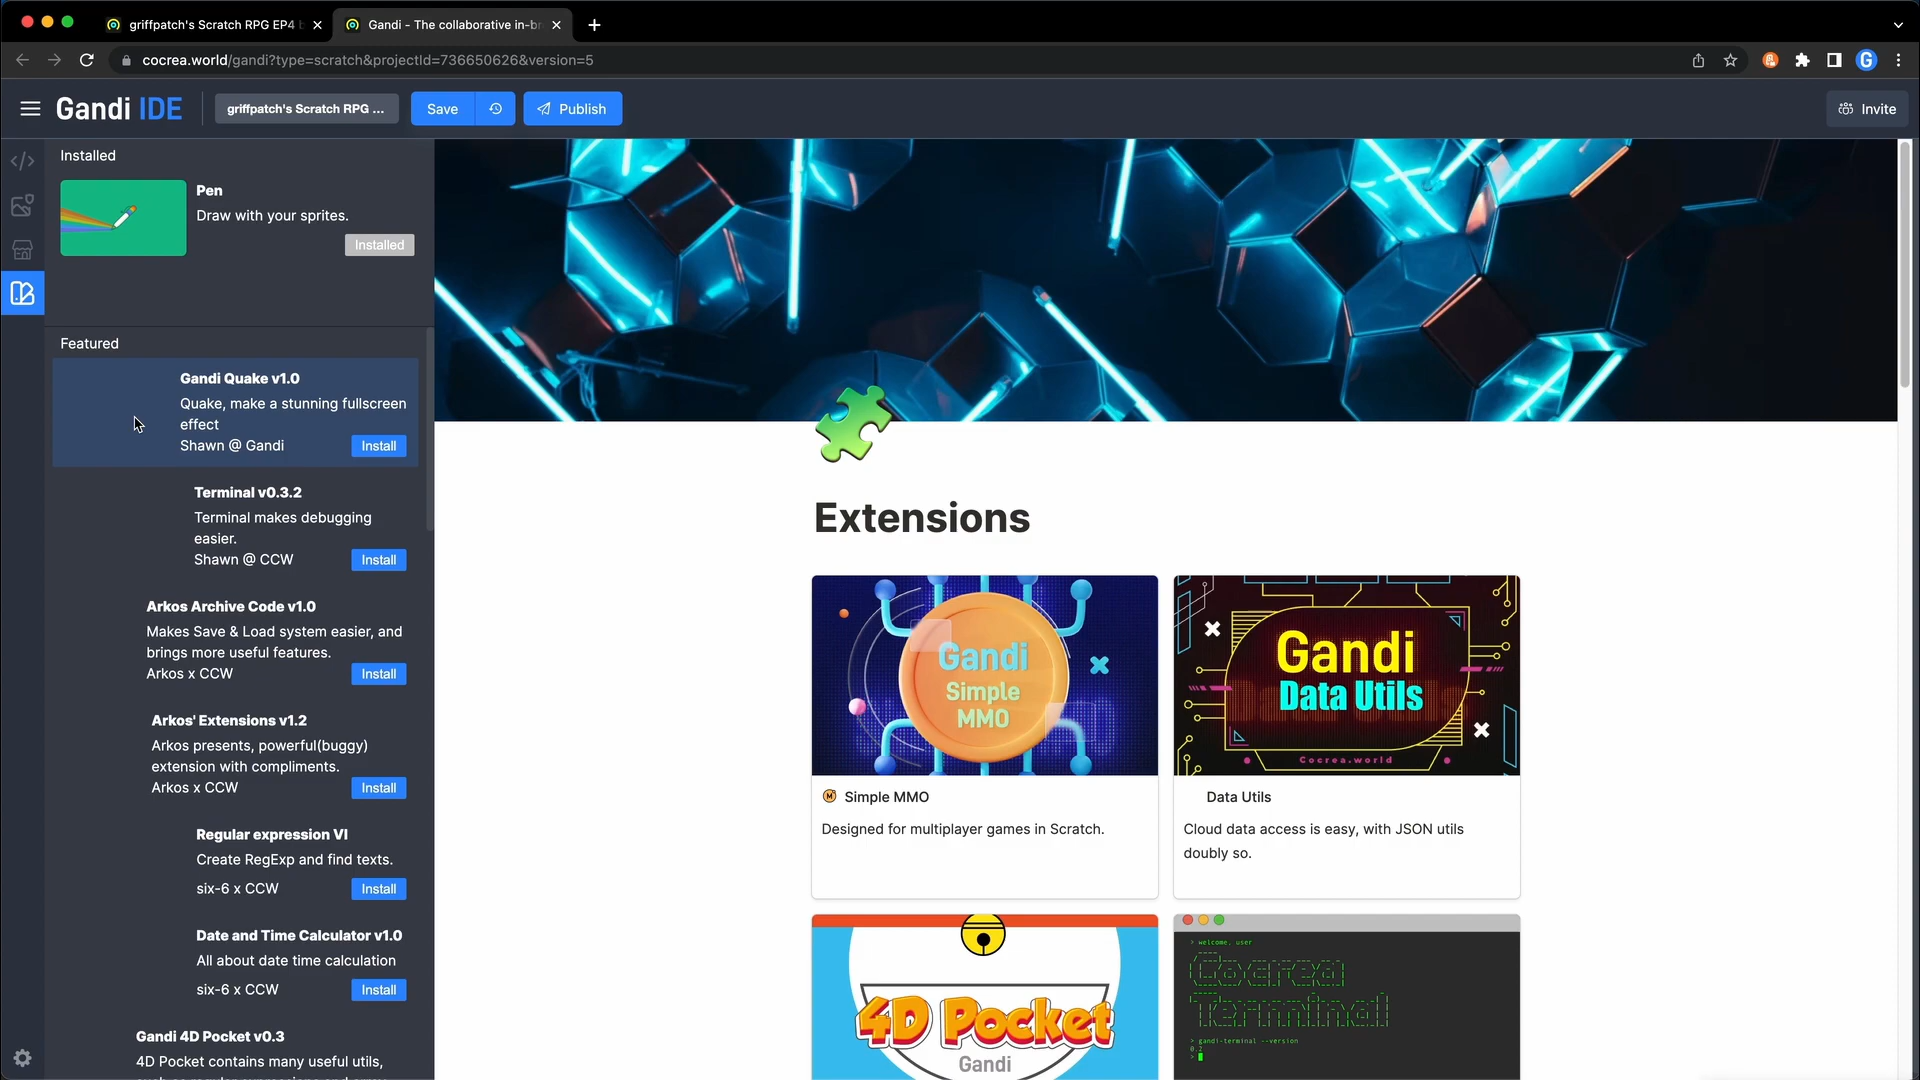 griffpatch's Scratch RPG EP4 b
Gandi - The collaborative in-br
cocrea.world/gandi?type=scratch&projectId=736650626&version=5
G
Gandi IDE
griffpatch's Scratch RPG ...
Save
Publish
Invite
Installed
Pen
Draw with your sprites.
Installed
Featured
Gandi Quake v1.0
Quake, make a stunning fullscreen
effect
Shawn @ Gandi
Install
Terminal v0.3.2
Terminal makes debugging
easier.
Shawn @ CCW
Install
Arkos Archive Code v1.0
Makes Save & Load system easier, and
brings more useful features.
Arkos x CCW
Install
Arkos' Extensions v1.2
Arkos presents, powerful(buggy)
extension with compliments.
Arkos x CCW
Install
Regular expression VI
Create RegExp and find texts.
six-6 x CCW
Install
Date and Time Calculator v1.0
All about date time calculation
six-6 x CCW
Install
Gandi 4D Pocket v0.3
4D Pocket contains many useful utils,
Extensions
Gandi
Simple
MMO
Simple MMO
Designed for multiplayer games in Scratch.
Gandi
Data Utils
Cocrea.world
Data Utils
Cloud data access is easy, with JSON utils
doubly so.
4D Pocket
Gandi
> welcome, user
Cocrea
Terminal
> gandi-terminal --version
0.2
>